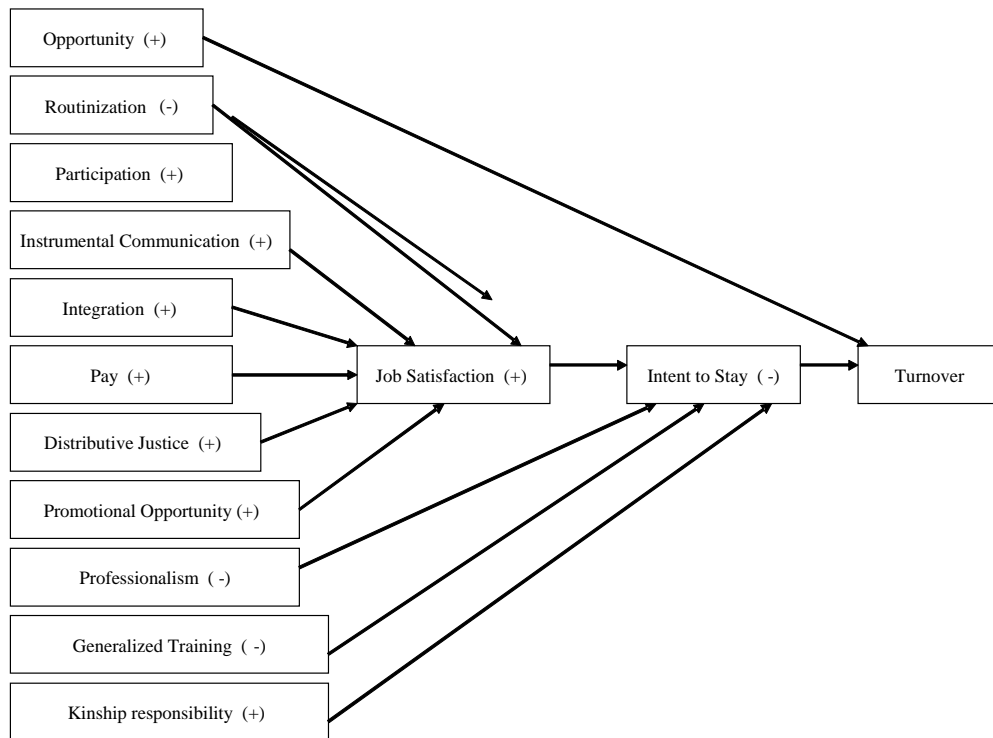 Opportunity (+)
Routinization (-)
Participation (+)
Instrumental Communication (+)
Integration (+)
Pay (+)
Job Satisfaction (+)
Intent to Stay ( -)
Turnover
Distributive Justice (+)
Promotional Opportunity (+)
Professionalism ( -)
Generalized Training ( -)
Kinship responsibility (+)